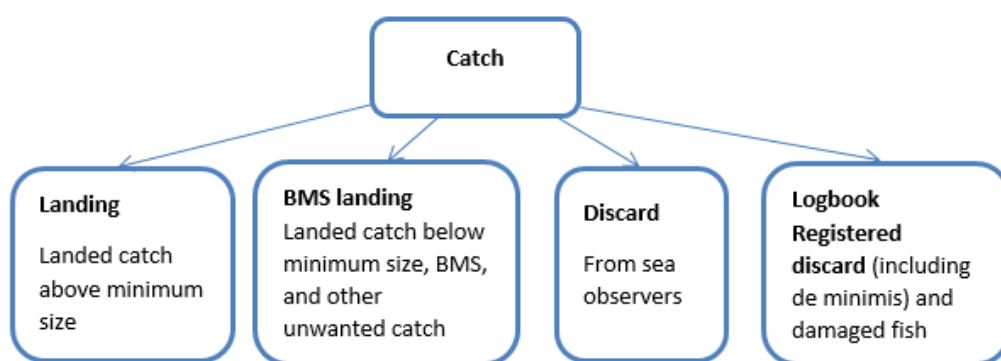 Catch
Landing
Landed catch
above minimum
size
BMS landing
Landed catch below
minimum size, BMS,
and other
unwanted catch
Discard
From sea
observers
Logbook
Registered
discard (including
de minimis) and
damaged fish